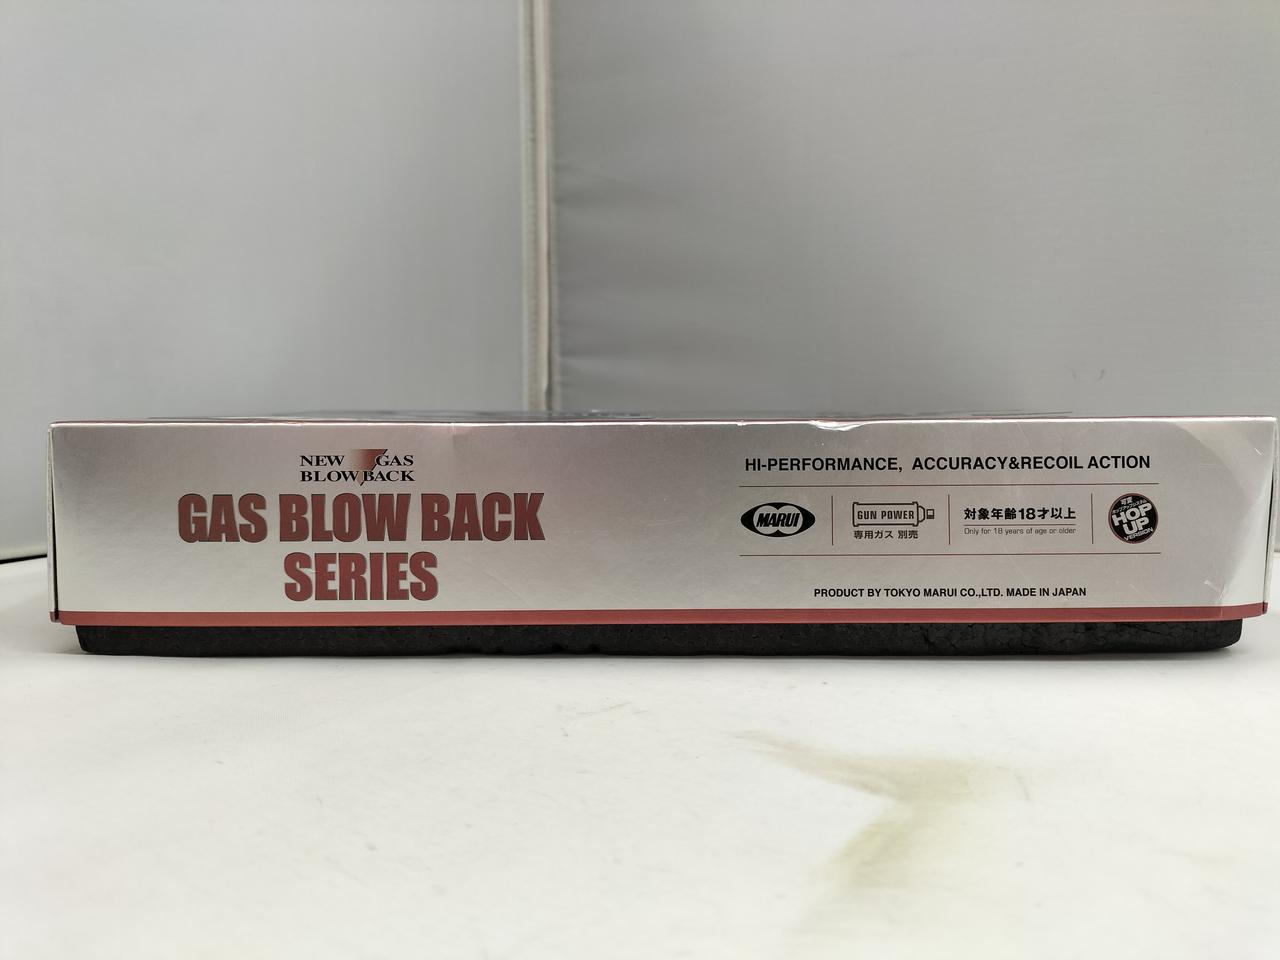 NEW GAS
BLOW BACK
GAS BLOW BACK
SERIES
HI-PERFORMANCE, ACCURACY&RECOIL ACTION
MARUI
GUN POWER
専用ガス 別売
対象年齢18才以上
Only for 18 years of age or older
可変
HOP
UP
VERSION
PRODUCT BY TOKYO MARUI CO.,LTD. MADE IN JAPAN